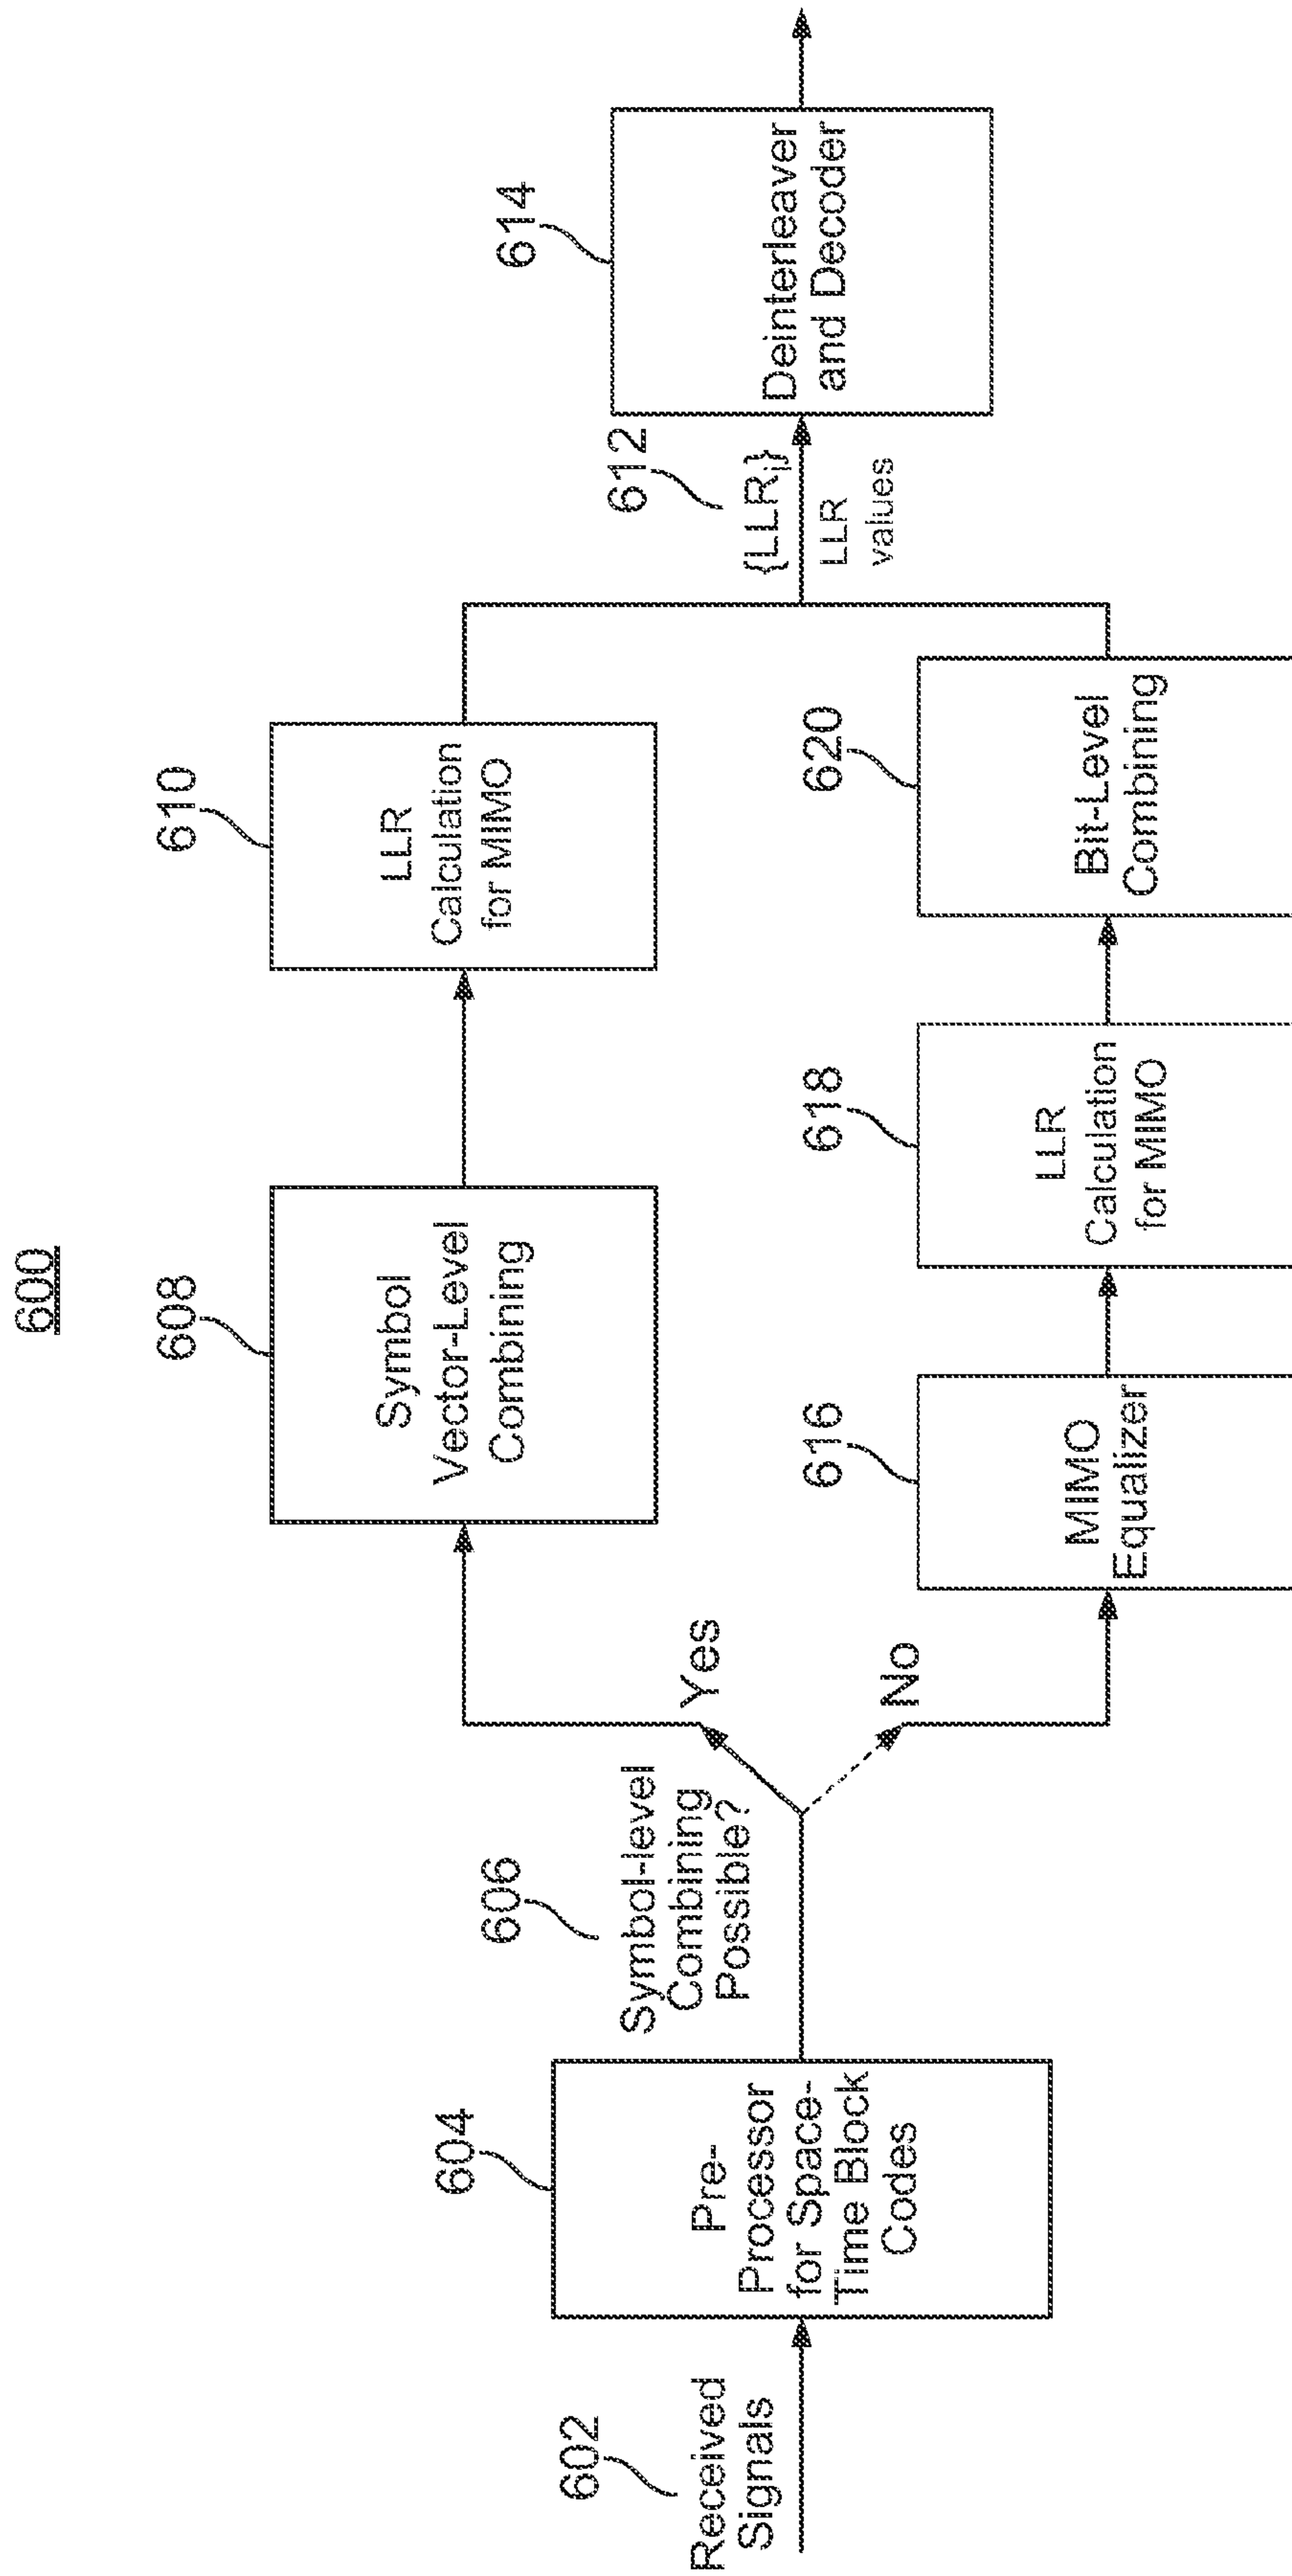 600
602
Received
Signals
604
Pre-
Processor
for Space-
Time Block
Codes
606
Symbol-level
Combining
Possible?
Yes
No
608
Symbol
Vector-Level
Combining
610
LLR
Calculation
for MIMO
616
MIMO
Equalizer
618
LLR
Calculation
for MIMO
620
Bit-Level
Combining
612
{LLRi}
LLR
values
614
Deinterleaver
and Decoder